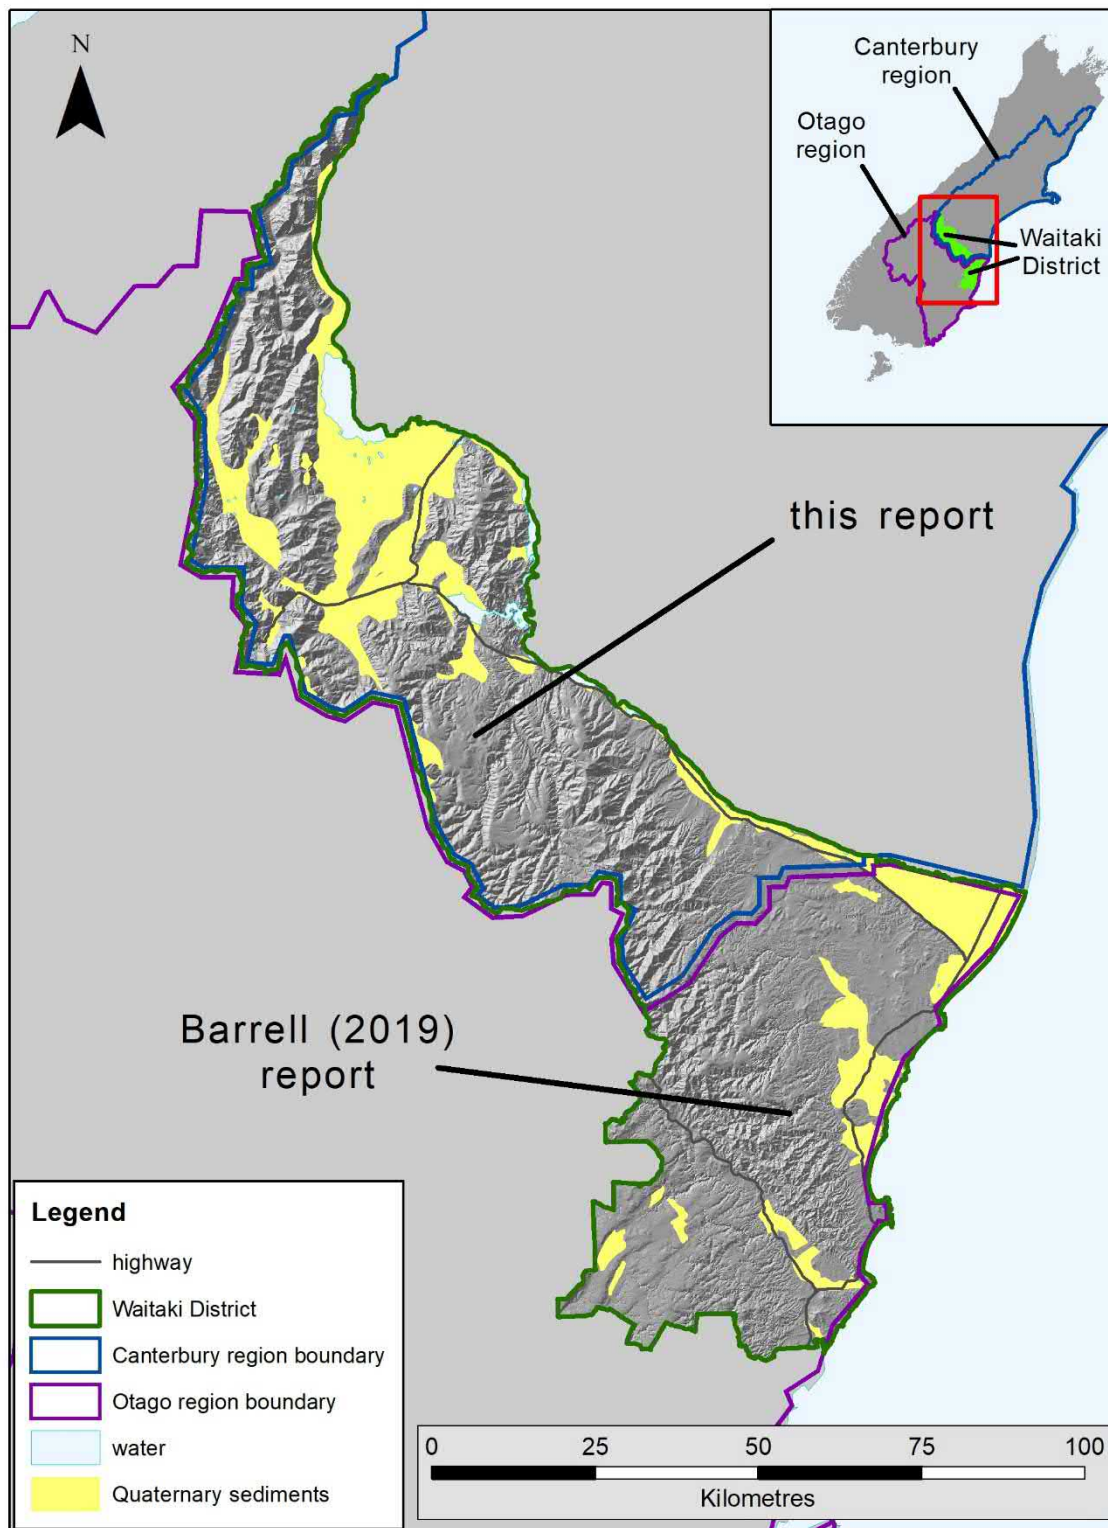 N
Canterbury
region
Otago
region
Waitaki
District
this report
Barrell (2019)
report
Legend
highway
Waitaki District
Canterbury region boundary
Otago region boundary
water
Quaternary sediments
0 25 50 75 100
Kilometres